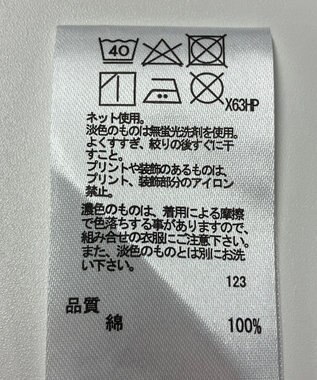 40
X63HP
ネット使用。
淡色のものは無蛍光洗剤を使用。
よくすすぎ、絞りの後すぐに干
すこと。
プリントや装飾のあるものは、
プリント、装飾部分のアイロン
禁止。
濃色のものは、着用による摩擦
で色落ちする事がありますので、
組み合せの衣服にご注意下さい。
また、淡色のものとは別にお洗
い下さい。
123
品質
綿 100%